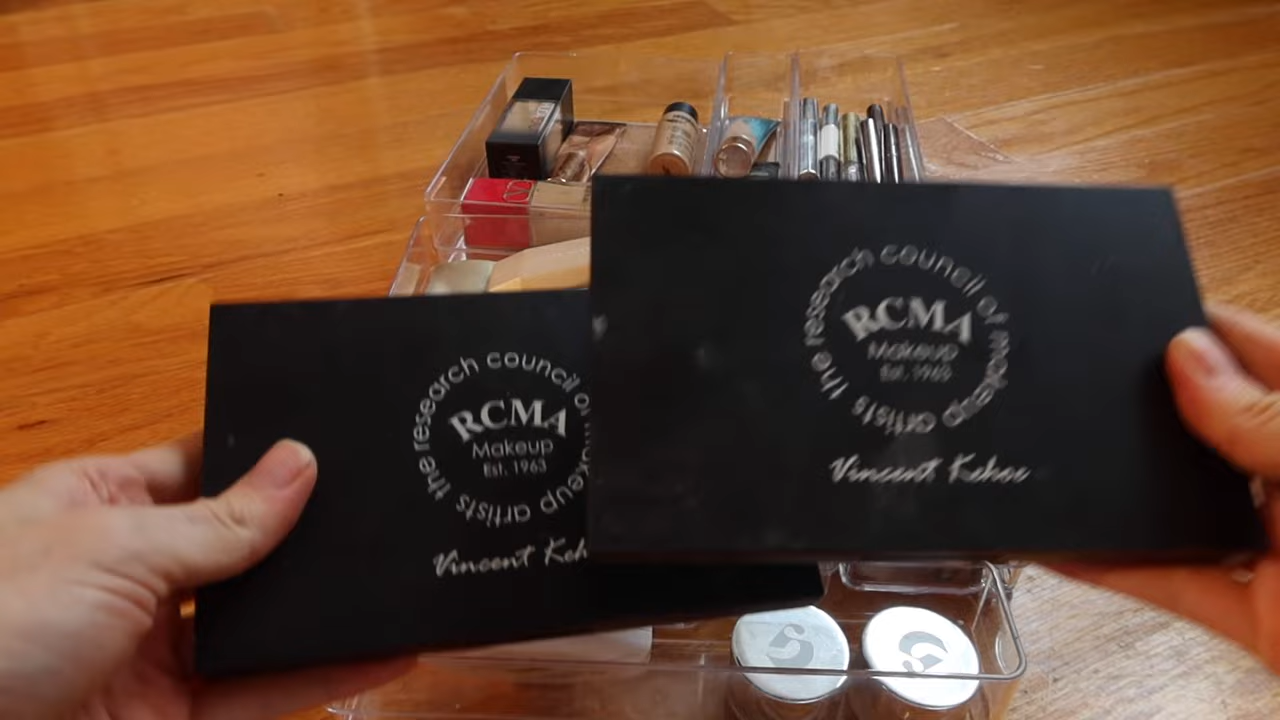 the research council of makeup artists
RCMA
Makeup
Est. 1963
Vincent Keh
the research council of makeup artists
RCMA
Makeup
Est. 1963
Vincent Kehoe